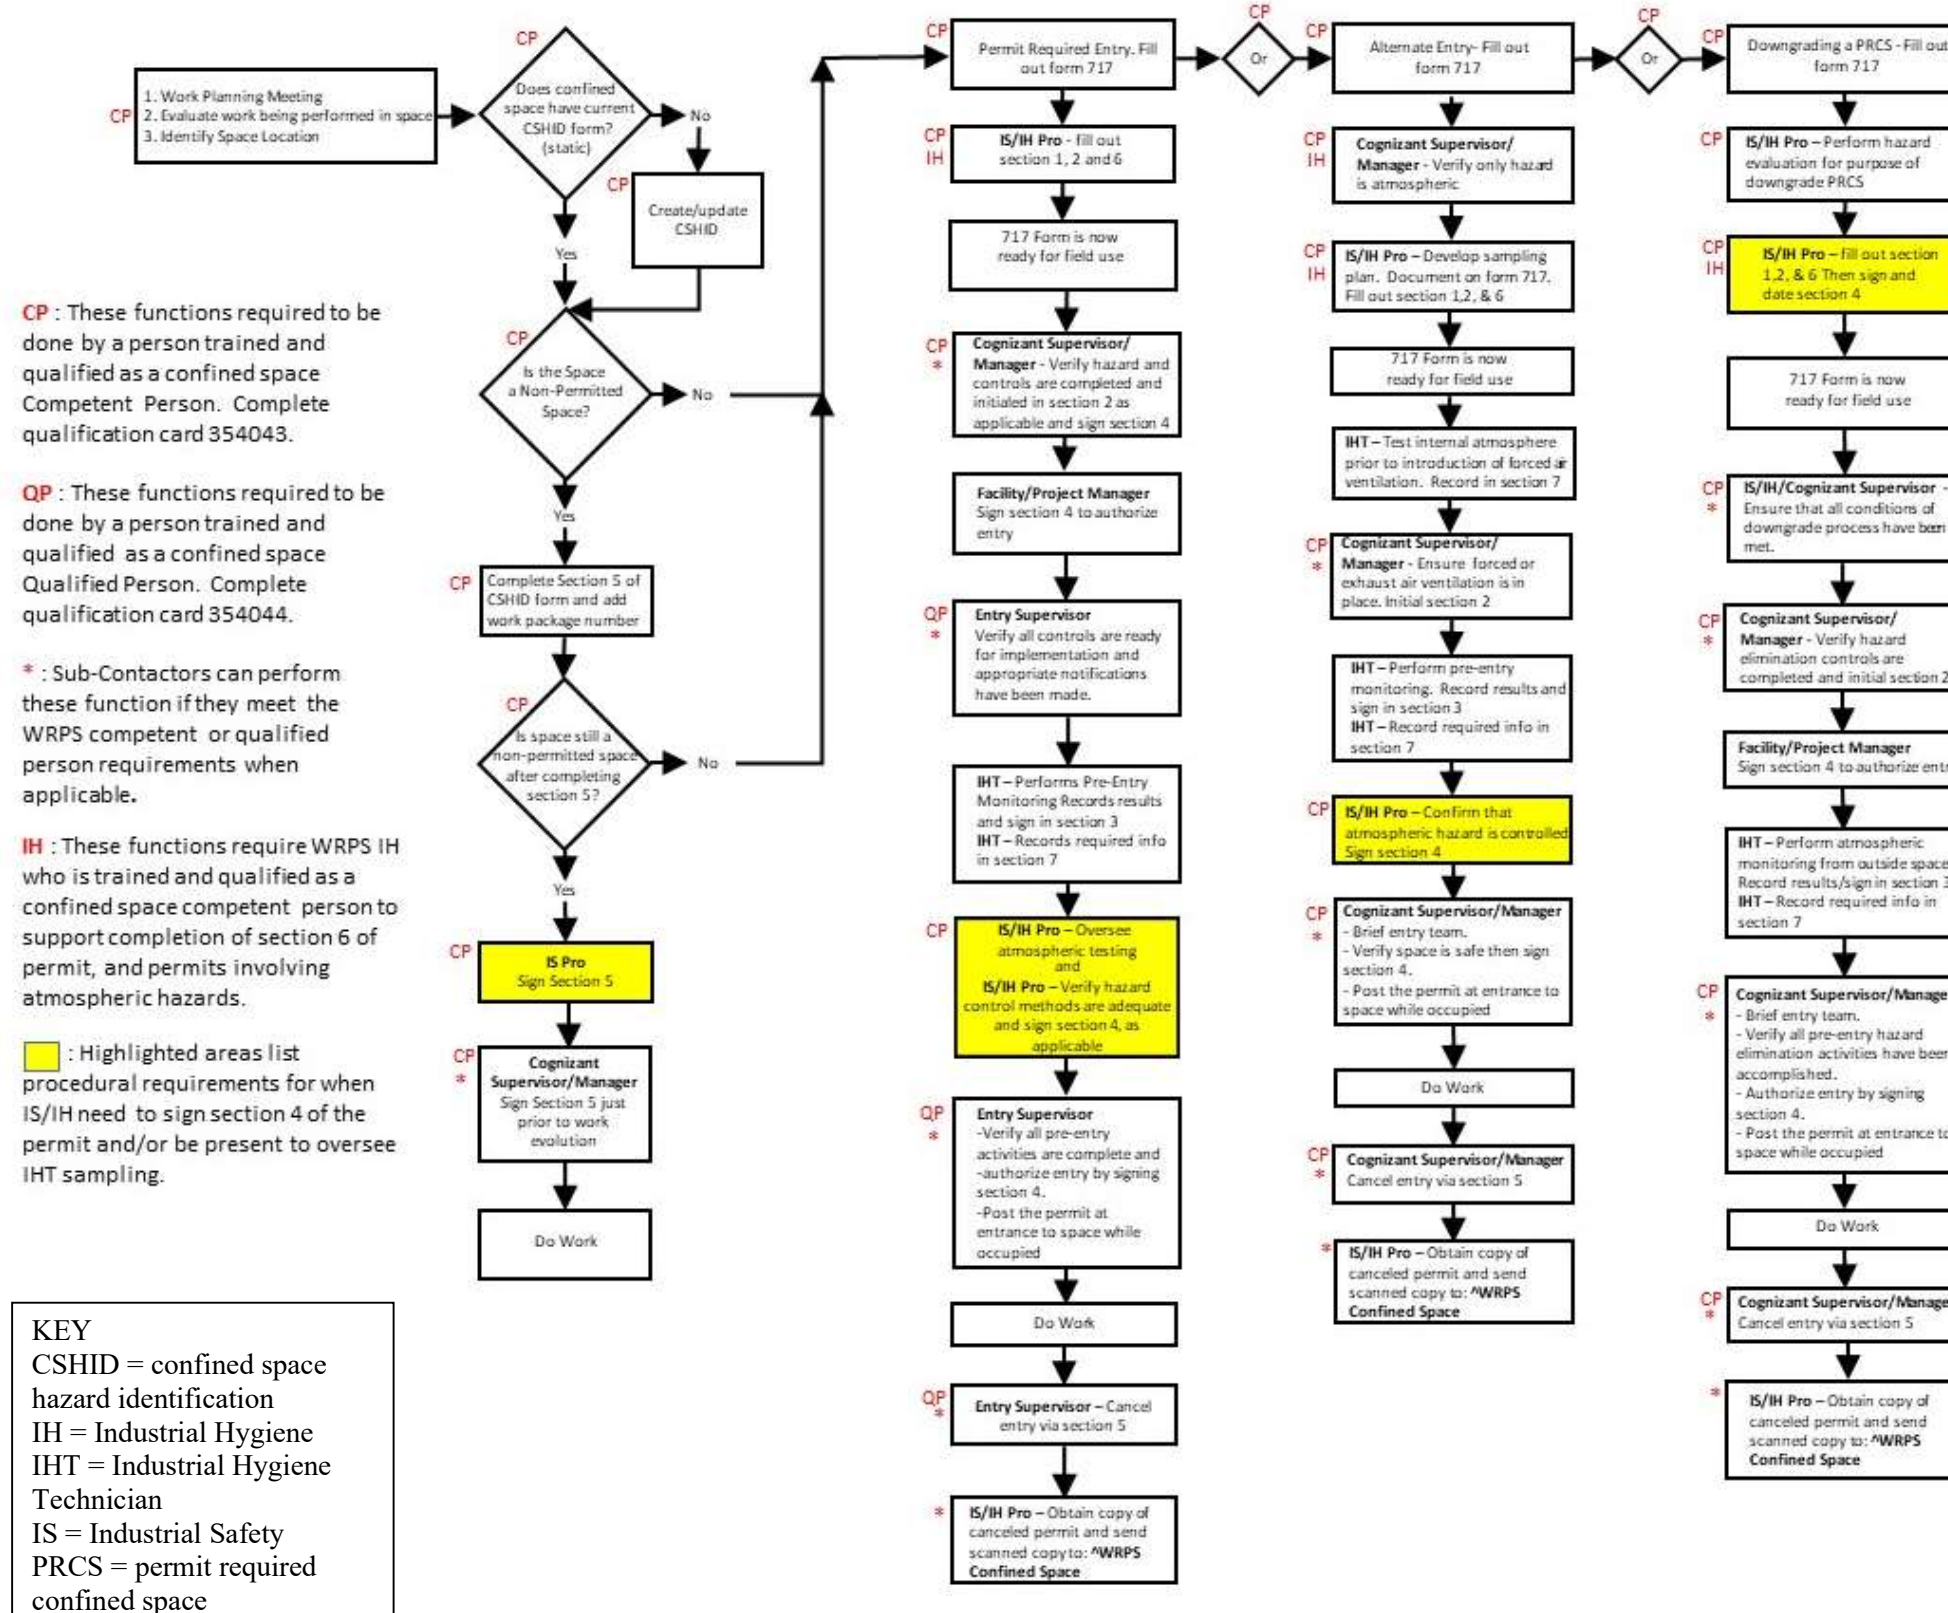 CP
1. Work Planning Meeting
2. Evaluate work being performed in space
3. Identify Space Location
CP
Does confined
space have current
CSHID form?
(static)
No
CP
Create/update
CSHID
Yes
CP
Is the Space
a Non-Permitted
Space?
No
Yes
CP
Complete Section 5 of
CSHID form and add
work package number
CP
Is space still a
non-permitted space
after completing
section 5?
No
Yes
CP
IS Pro
Sign Section 5
CP
*
Cognizant
Supervisor/Manager
Sign Section 5 just
prior to work
evolution
Do Work
CP : These functions required to be
done by a person trained and
qualified as a confined space
Competent Person. Complete
qualification card 354043.
QP : These functions required to be
done by a person trained and
qualified as a confined space
Qualified Person. Complete
qualification card 354044.
* : Sub-Contactors can perform
these function if they meet the
WRPS competent or qualified
person requirements when
applicable.
IH : These functions require WRPS IH
who is trained and qualified as a
confined space competent person to
support completion of section 6 of
permit, and permits involving
atmospheric hazards.
: Highlighted areas list
procedural requirements for when
IS/IH need to sign section 4 of the
permit and/or be present to oversee
IHT sampling.
KEY
CSHID = confined space
hazard identification
IH = Industrial Hygiene
IHT = Industrial Hygiene
Technician
IS = Industrial Safety
PRCS = permit required
confined space
CP
Permit Required Entry. Fill
out form 717
CP
IH
IS/IH Pro - fill out
section 1, 2 and 6
717 Form is now
ready for field use
CP
*
Cognizant Supervisor/
Manager - Verify hazard and
controls are completed and
initialed in section 2 as
applicable and sign section 4
Facility/Project Manager
Sign section 4 to authorize
entry
QP
*
Entry Supervisor
Verify all controls are ready
for implementation and
appropriate notifications
have been made.
IHT – Performs Pre-Entry
Monitoring Records results
and sign in section 3
IHT – Records required info
in section 7
CP
IS/IH Pro – Oversee
atmospheric testing
and
IS/IH Pro – Verify hazard
control methods are adequate
and sign section 4, as
applicable
QP
*
Entry Supervisor
-Verify all pre-entry
activities are complete and
-authorize entry by signing
section 4.
-Post the permit at
entrance to space while
occupied
Do Work
QP
*
Entry Supervisor – Cancel
entry via section 5
*
IS/IH Pro – Obtain copy of
canceled permit and send
scanned copy to: ^WRPS
Confined Space
CP
Or
CP
Alternate Entry- Fill out
form 717
CP
IH
Cognizant Supervisor/
Manager - Verify only hazard
is atmospheric
CP
IH
IS/IH Pro – Develop sampling
plan. Document on form 717.
Fill out section 1,2, & 6
717 Form is now
ready for field use
IHT – Test internal atmosphere
prior to introduction of forced air
ventilation. Record in section 7
CP
*
Cognizant Supervisor/
Manager - Ensure forced or
exhaust air ventilation is in
place. Initial section 2
IHT – Perform pre-entry
monitoring. Record results and
sign in section 3
IHT – Record required info in
section 7
CP
IS/IH Pro – Confirm that
atmospheric hazard is controlled
Sign section 4
CP
*
Cognizant Supervisor/Manager
- Brief entry team.
- Verify space is safe then sign
section 4.
- Post the permit at entrance to
space while occupied
Do Work
CP
*
Cognizant Supervisor/Manager
Cancel entry via section 5
*
IS/IH Pro – Obtain copy of
canceled permit and send
scanned copy to: ^WRPS
Confined Space
CP
Or
CP
Downgrading a PRCS - Fill out
form 717
CP
IS/IH Pro – Perform hazard
evaluation for purpose of
downgrade PRCS
CP
IH
IS/IH Pro – fill out section
1,2, & 6 Then sign and
date section 4
717 Form is now
ready for field use
CP
*
IS/IH/Cognizant Supervisor -
Ensure that all conditions of
downgrade process have been
met.
CP
*
Cognizant Supervisor/
Manager - Verify hazard
elimination controls are
completed and initial section 2
Facility/Project Manager
Sign section 4 to authorize
IHT – Perform atmospheric
monitoring from outside space
Record results/sign in section 3
IHT – Record required info in
section 7
CP
*
Cognizant
- Brief entry team.
- Verify all pre-entry hazard
elimination activities have been
accomplished.
- Authorize entry by signing
section 4.
- Post the permit at entrance to
space while occupied
Do Work
CP
*
Cognizant
Cancel entry via section 5
*
IS/IH Pro – Obtain copy of
canceled permit and send
scanned copy to: ^WRPS
Confined Space